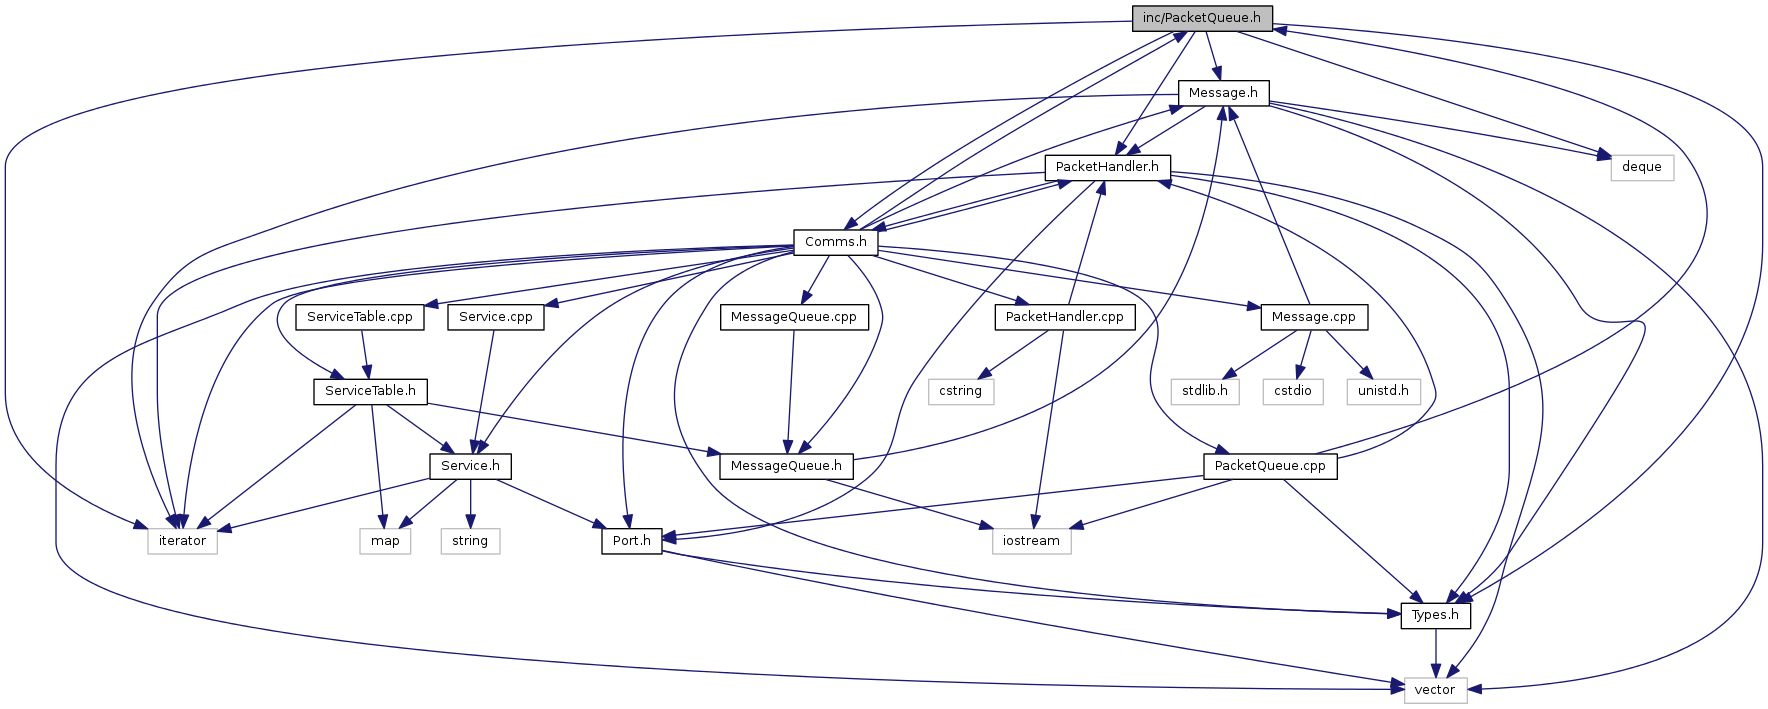 inc/PacketQueue.h
Message.h
PacketHandler.h
deque
Comms.h
ServiceTable.cpp
Service.cpp
MessageQueue.cpp
PacketHandler.cpp
Message.cpp
ServiceTable.h
cstring
stdlib.h
cstdio
unistd.h
Service.h
MessageQueue.h
PacketQueue.cpp
iterator
map
string
Port.h
iostream
Types.h
vector